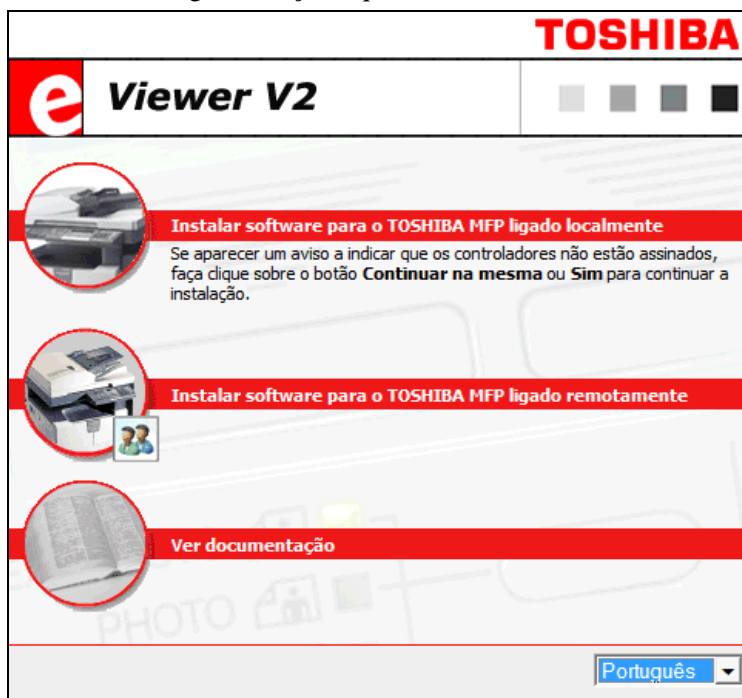 TOSHIBA
e Viewer V2
Instalar software para o TOSHIBA MFP ligado localmente
Se aparecer um aviso a indicar que os controladores não estão assinados,
faça clique sobre o botão Continuar na mesma ou Sim para continuar a
instalação.
Instalar software para o TOSHIBA MFP ligado remotamente
Ver documentação
PHOTO
Português